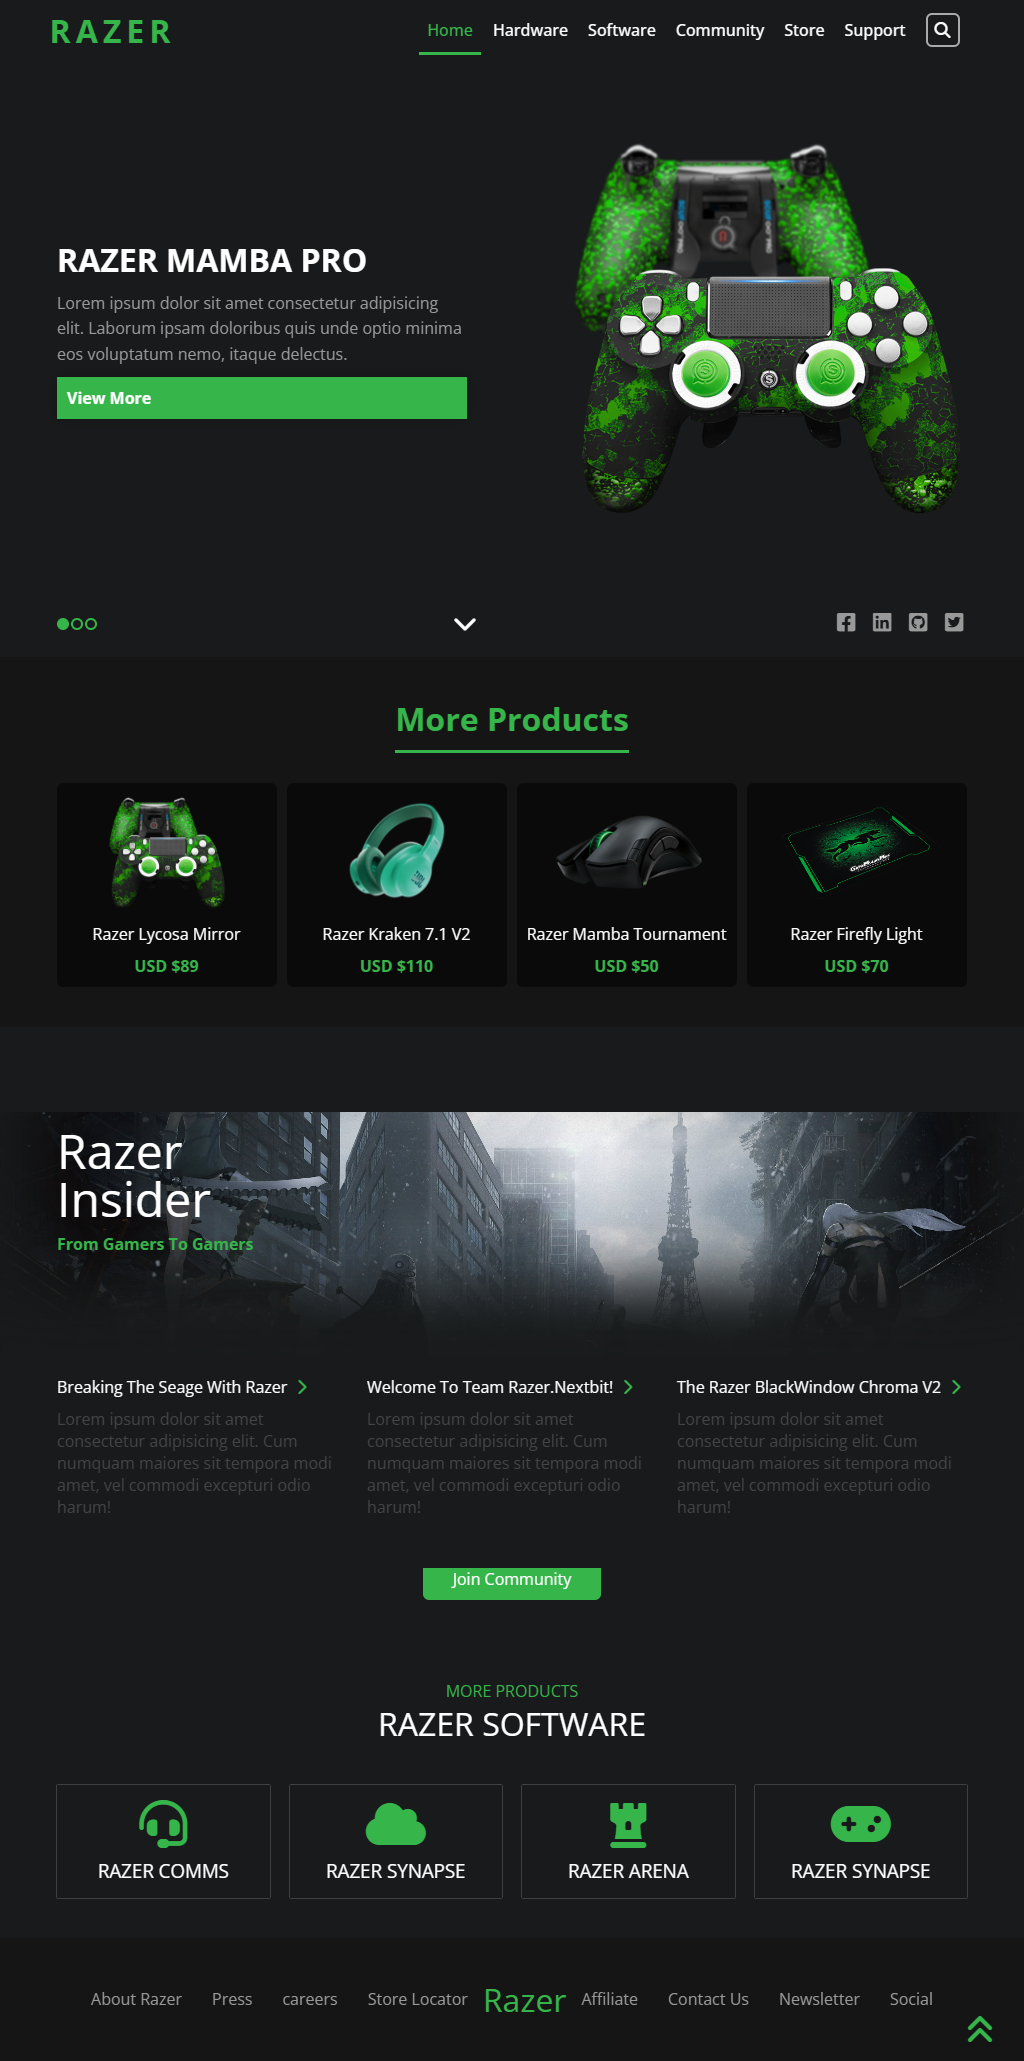 RAZER
Home Hardware Software Community Store Support
RAZER MAMBA PRO
Lorem ipsum dolor sit amet consectetur adipisicing
elit. Laborum ipsam doloribus quis unde optio minima
eos voluptatum nemo, itaque delectus.
View More
More Products
Razer Lycosa Mirror
USD $89
Razer Kraken 7.1 V2
USD $110
Razer Mamba Tournament
USD $50
Razer Firefly Light
USD $70
Razer
Insider
From Gamers To Gamers
Breaking The Seage With Razer
Lorem ipsum dolor sit amet
consectetur adipisicing elit. Cum
numquam maiores sit tempora modi
amet, vel commodi excepturi odio
harum!
Welcome To Team Razer.Nextbit!
Lorem ipsum dolor sit amet
consectetur adipisicing elit. Cum
numquam maiores sit tempora modi
amet, vel commodi excepturi odio
harum!
The Razer BlackWindow Chroma V2
Lorem ipsum dolor sit amet
consectetur adipisicing elit. Cum
numquam maiores sit tempora modi
amet, vel commodi excepturi odio
harum!
Join Community
MORE PRODUCTS
RAZER SOFTWARE
RAZER COMMS
RAZER SYNAPSE
RAZER ARENA
RAZER SYNAPSE
About Razer Press careers Store Locator Razer Affiliate Contact Us Newsletter Social